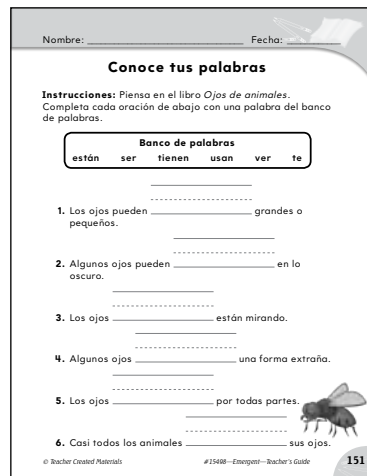 Nombre: Fecha:
Conoce tus palabras
Instrucciones: Piensa en el libro Ojos de animales.
Completa cada oración de abajo con una palabra del banco
de palabras.
Banco de palabras
están ser tienen usan ver te
1. Los ojos pueden grandes o
pequeños.
2. Algunos ojos pueden en lo
oscuro.
3. Los ojos están mirando.
4. Algunos ojos una forma extraña.
5. Los ojos por todas partes.
6. Casi todos los animales sus ojos.
© Teacher Created Materials #15498—Emergent—Teacher's Guide 151